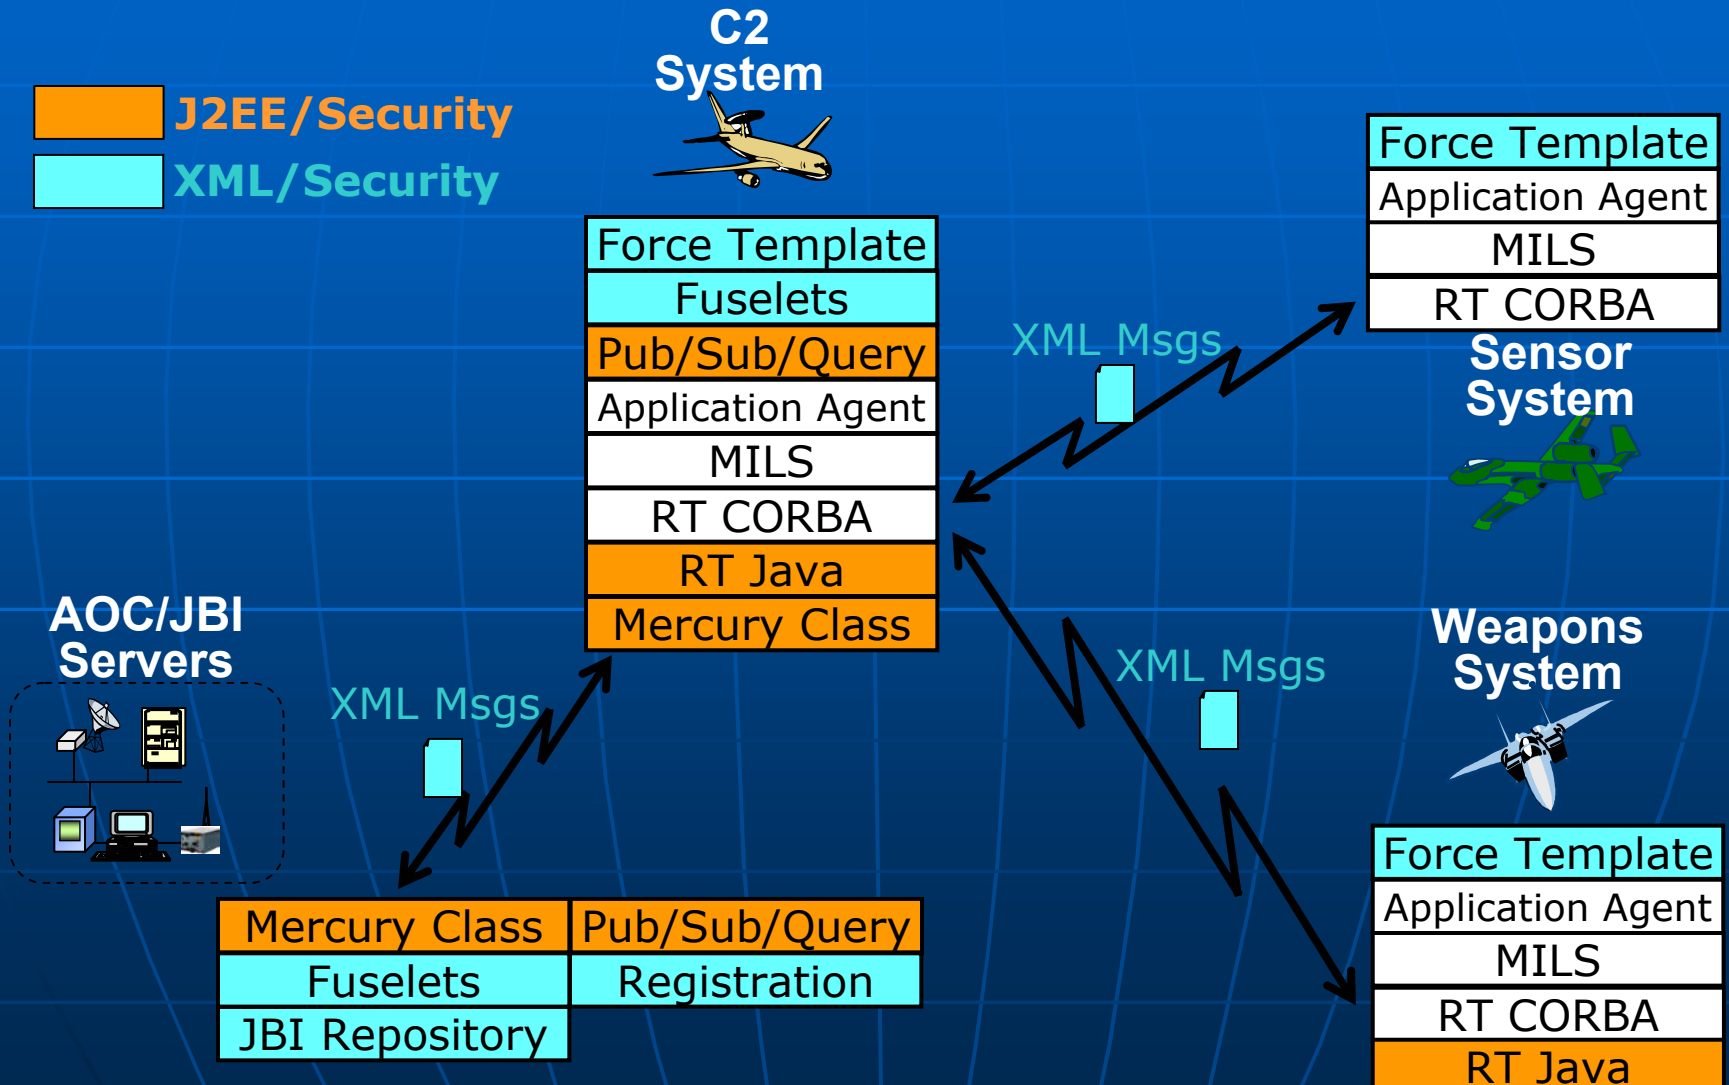 C2
System
J2EE/Security
XML/Security
Force Template
Fuselets
Pub/Sub/Query
Application Agent
MILS
RT CORBA
RT Java
Mercury Class
XML Msgs
Force Template
Application Agent
MILS
RT CORBA
Sensor
System
AOC/JBI
Servers
XML Msgs
XML Msgs
Weapons
System
Mercury Class
Pub/Sub/Query
Fuselets
Registration
JBI Repository
Force Template
Application Agent
MILS
RT CORBA
RT Java